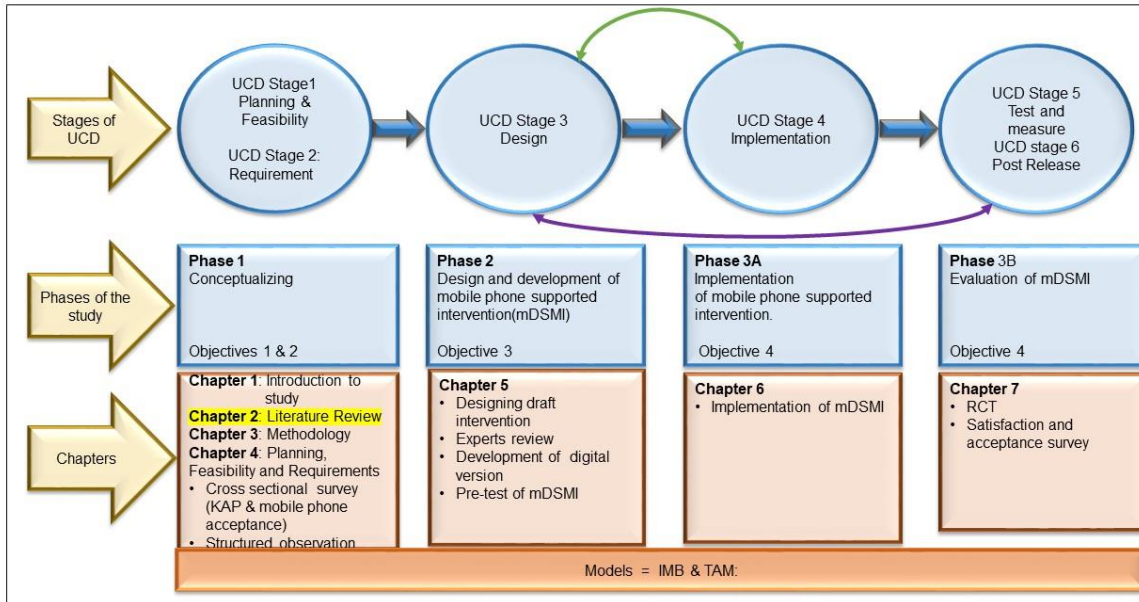 Stages of
UCD
UCD Stage1
Planning &
Feasibility
UCD Stage 2:
Requirement
UCD Stage 3
Design
UCD Stage 4
Implementation
UCD Stage 5
Test and
measure
UCD stage 6
Post Release
Phases of the
study
Phase 1
Conceptualizing
Objectives 1 & 2
Phase 2
Design and development of
mobile phone supported
intervention(mDSMI)
Objective 3
Phase 3A
Implementation
of mobile phone supported
intervention.
Objective 4
Phase 3B
Evaluation of mDSMI
Objective 4
Chapters
Chapter 1: Introduction to
study
Chapter 2: Literature Review
Chapter 3: Methodology
Chapter 4: Planning,
Feasibility and Requirements
• Cross sectional survey
(KAP & mobile phone
acceptance)
• Structured observation
Chapter 5
• Designing draft
intervention
• Experts review
• Development of digital
version
• Pre-test of mDSMI
Chapter 6
• Implementation of mDSMI
Chapter 7
• RCT
• Satisfaction and
acceptance survey
Models = IMB & TAM: